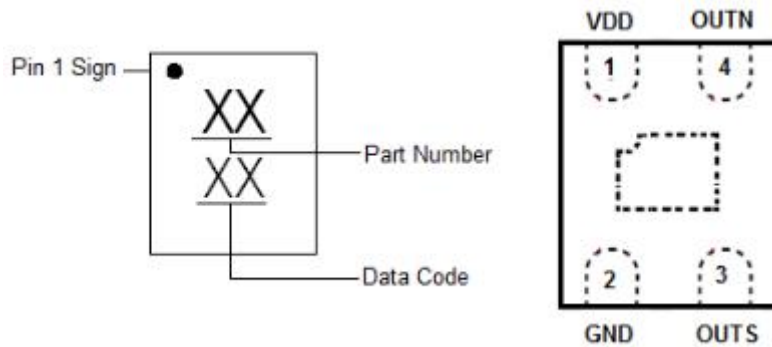 Pin 1 Sign
XX
Part Number
XX
Data Code
VDD OUTN
1 4
2 3
GND OUTS